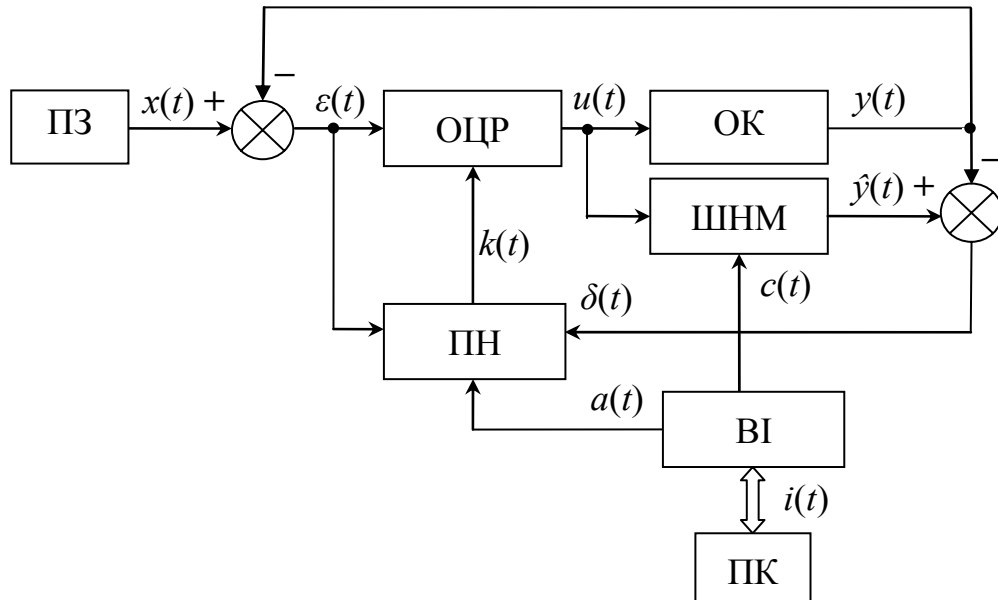 −
ПЗ
x(t) +
ε(t)
ОЦР
u(t)
ОК
y(t)
−
ШНМ
ŷ(t) +
k(t)
c(t)
δ(t)
ПН
a(t)
ВІ
i(t)
ПК